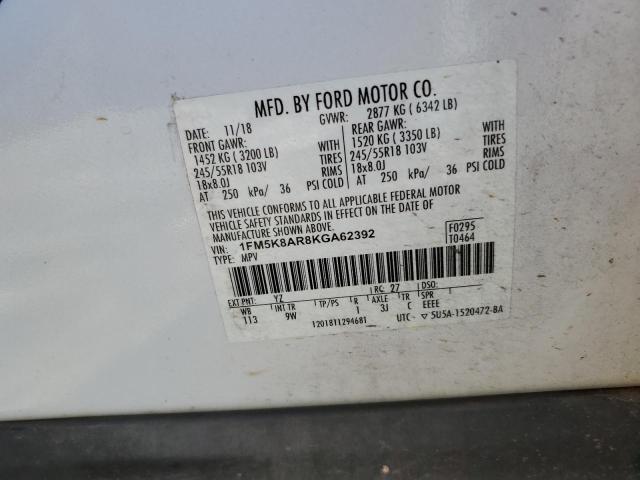 MFD. BY FORD MOTOR CO.
DATE: 11/18 GVWR: 2877 KG ( 6342 LB)
FRONT GAWR: WITH REAR GAWR: WITH
1452 KG ( 3200 LB) TIRES 1520 KG ( 3350 LB) TIRES
245/55R18 103V RIMS 245/55R18 103V RIMS
18x8.0J 18x8.0J
AT 250 kPa/ 36 PSI COLD AT 250 kPa/ 36 PSI COLD
THIS VEHICLE CONFORMS TO ALL APPLICABLE FEDERAL MOTOR
VEHICLE SAFETY STANDARDS IN EFFECT ON THE DATE OF
MANUFACTURE SHOWN ABOVE.
VIN: 1FM5K8AR8KGA62392 F0295
TYPE: MPV T0464
EXT PNT: YZ RC: 27 DSO:
WB INT TR TP/PS R AXLE TR SPR
113 9W I 3J C EEEE
1201811294681 UTC ▽ 5U5A-1520472-BA